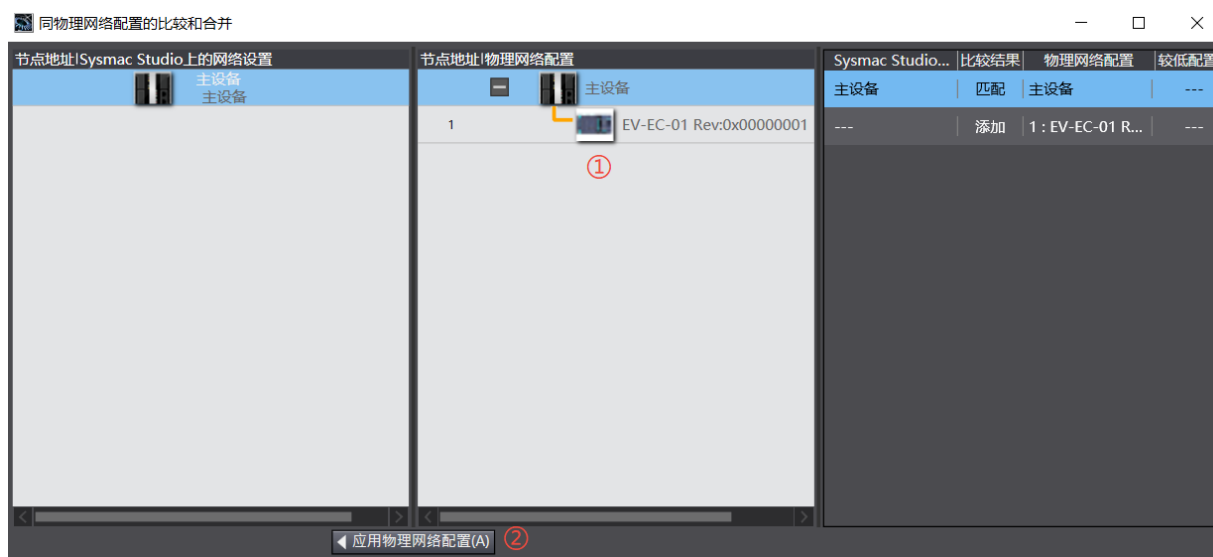 同物理网络配置的比较和合并
节点地址|Sysmac Studio上的网络设置
主设备
主设备
节点地址|物理网络配置
主设备
1 EV-EC-01 Rev:0x00000001
①
Sysmac Studio... 比较结果 物理网络配置 较低配置
主设备 匹配 主设备 ---
--- 添加 1 : EV-EC-01 R... ---
应用物理网络配置(A) ②